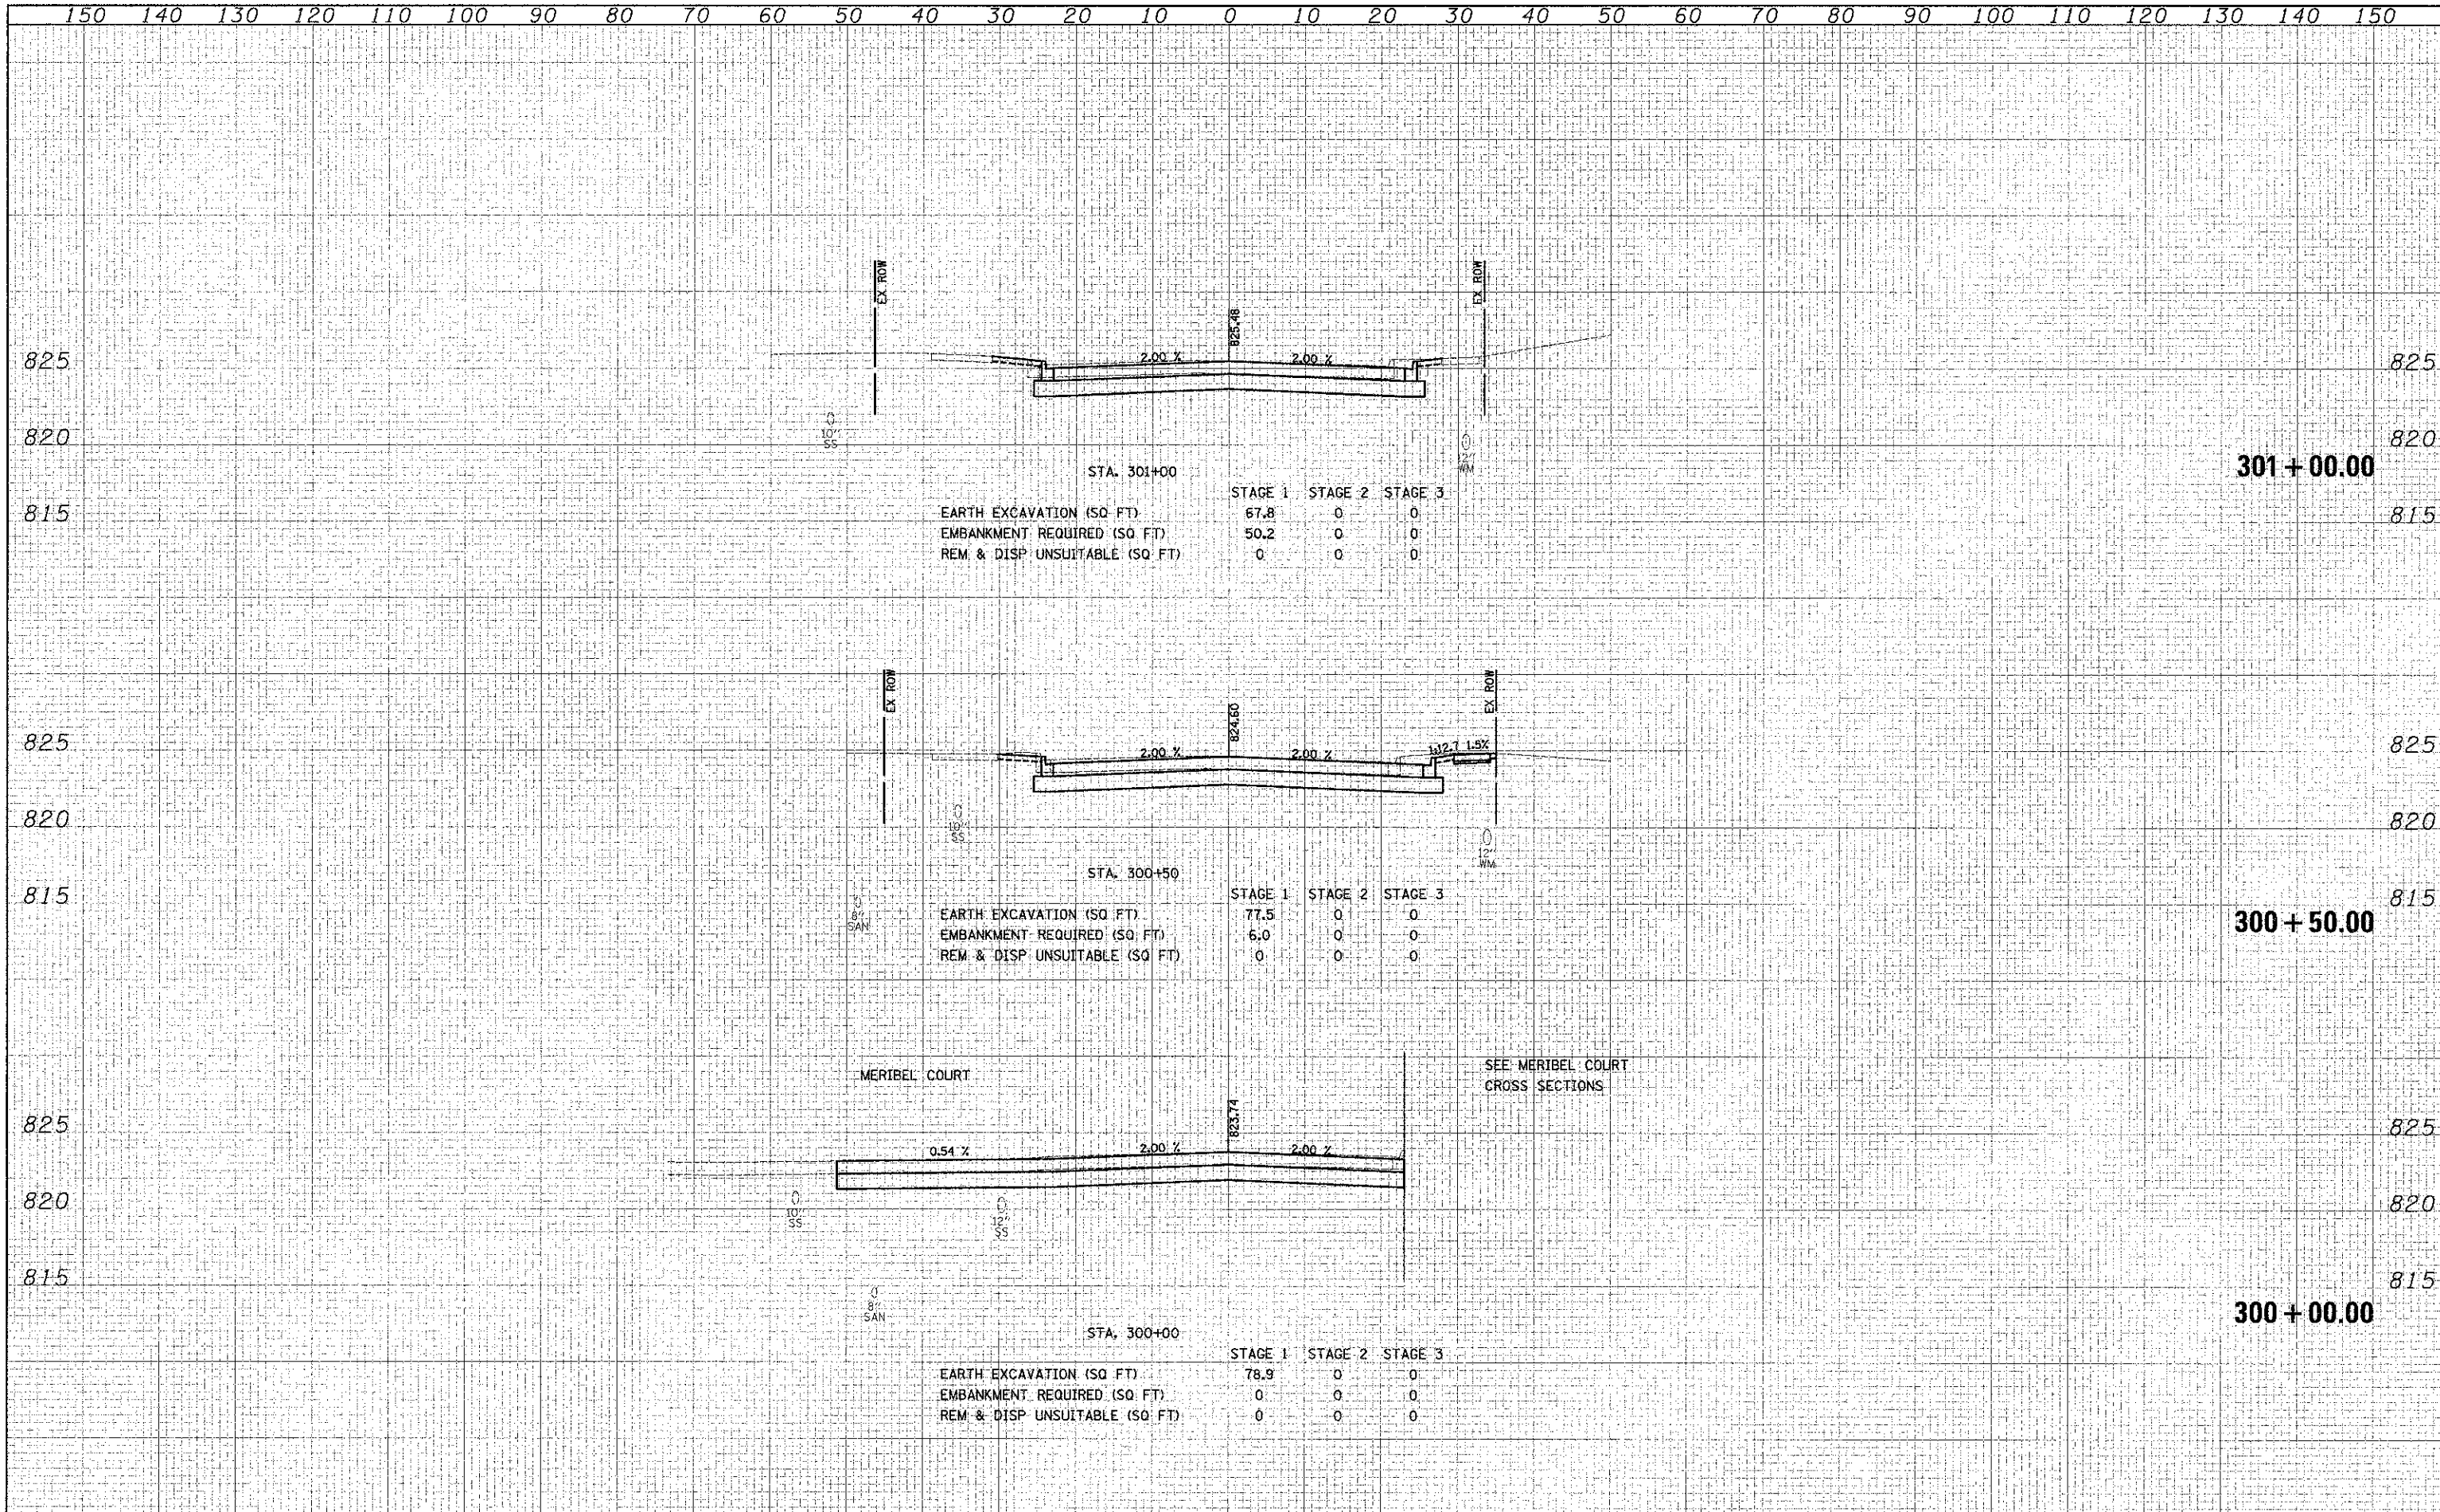 150 140 130 120 110 100 90 80 70 60 50 40 30 20 10 0 10 20 30 40 50 60 70 80 90 100 110 120 130 140 150
EX ROW
EX ROW
825.48
825 2.00 % 2.00 % 825
820 820
10" SS
12" WM
STA. 301+00
301 + 00.00
STAGE 1 STAGE 2 STAGE 3
815 EARTH EXCAVATION (SQ FT) 67.8 0 0 815
EMBANKMENT REQUIRED (SQ FT) 50.2 0 0
REM & DISP UNSUITABLE (SQ FT) 0 0 0
EX ROW
EX ROW
824.60
825 2.00 % 2.00 % 1:12.7 1.5% 825
820 820
10" SS
12" WM
STA. 300+50
815 STAGE 1 STAGE 2 STAGE 3 815
8" SAN
EARTH EXCAVATION (SQ FT) 77.5 0 0
300 + 50.00
EMBANKMENT REQUIRED (SQ FT) 6.0 0 0
REM & DISP UNSUITABLE (SQ FT) 0 0 0
MERIBEL COURT
SEE MERIBEL COURT
CROSS SECTIONS
823.74
825 825
0.54 % 2.00 % 2.00 %
820 820
10" SS
12" SS
815 815
8" SAN
300 + 00.00
STA. 300+00
STAGE 1 STAGE 2 STAGE 3
EARTH EXCAVATION (SQ FT) 78.9 0 0
EMBANKMENT REQUIRED (SQ FT) 0 0 0
REM & DISP UNSUITABLE (SQ FT) 0 0 0